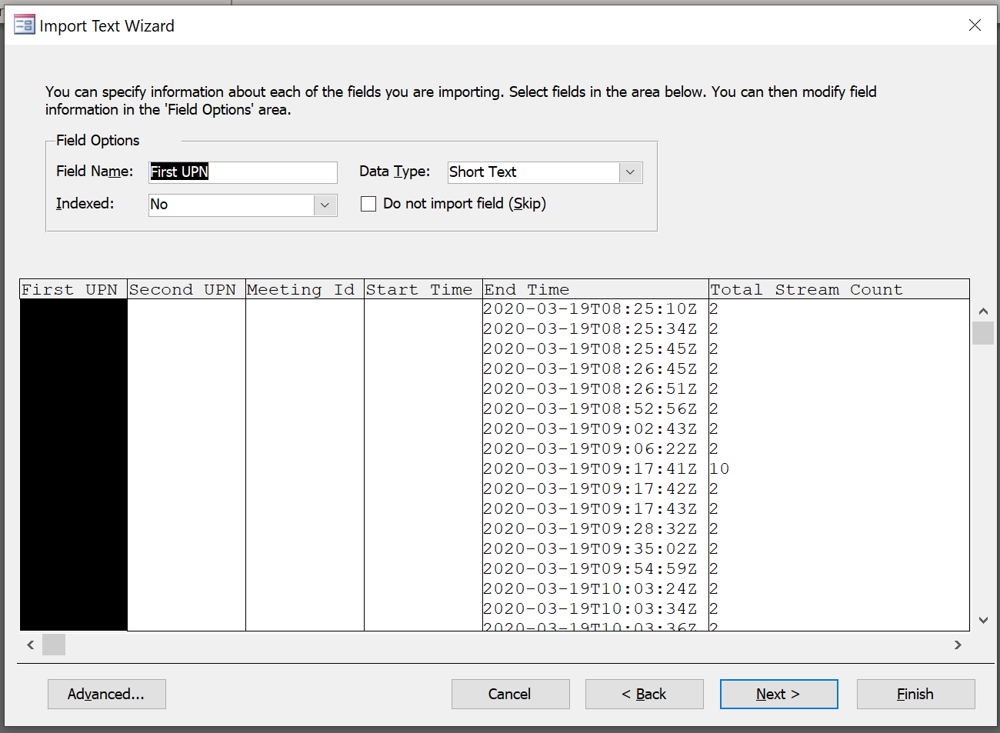 Import Text Wizard
You can specify information about each of the fields you are importing. Select fields in the area below. You can then modify field
information in the 'Field Options' area.
Field Options
Field Name: First UPN Data Type: Short Text
Indexed: No Do not import field (Skip)
First UPN Second UPN Meeting Id Start Time End Time Total Stream Count
2020-03-19T08:25:10Z 2
2020-03-19T08:25:34Z 2
2020-03-19T08:25:45Z 2
2020-03-19T08:26:45Z 2
2020-03-19T08:26:51Z 2
2020-03-19T08:52:56Z 2
2020-03-19T09:02:43Z 2
2020-03-19T09:06:22Z 2
2020-03-19T09:17:41Z 10
2020-03-19T09:17:42Z 2
2020-03-19T09:17:43Z 2
2020-03-19T09:28:32Z 2
2020-03-19T09:35:02Z 2
2020-03-19T09:54:59Z 2
2020-03-19T10:03:24Z 2
2020-03-19T10:03:34Z 2
2020-03-19T10:03:36Z 2
Advanced... Cancel < Back Next > Finish